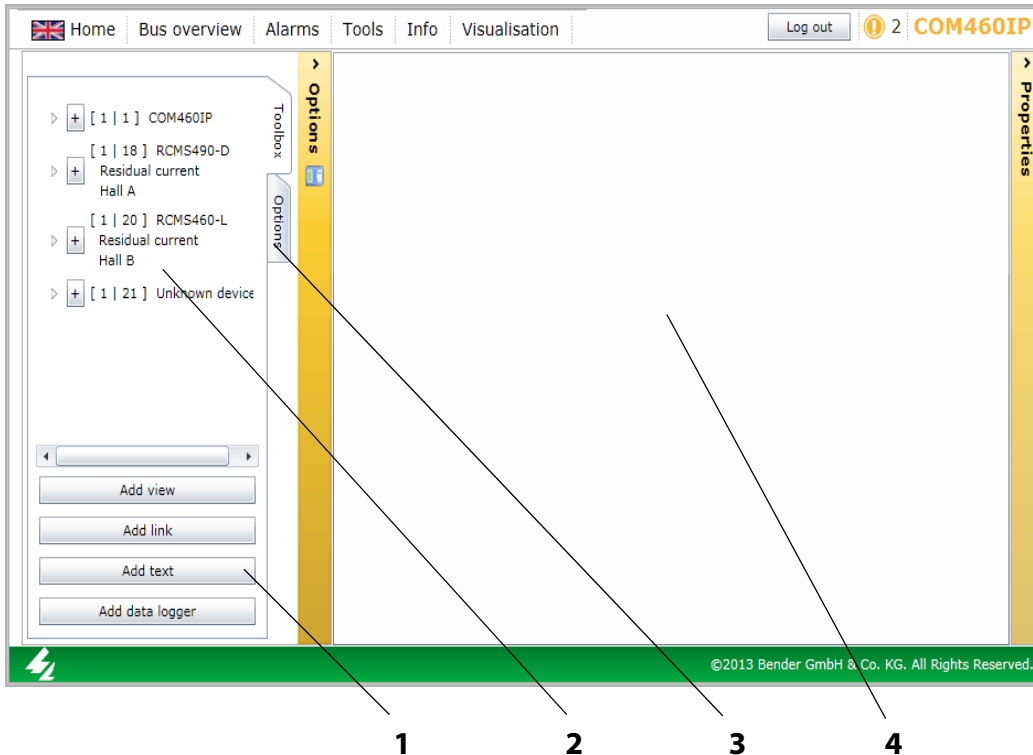 Home Bus overview Alarms Tools Info Visualisation Log out 2 COM460IP
[ 1 | 1 ] COM460IP
[ 1 | 18 ] RCMS490-D
Residual current
Hall A
[ 1 | 20 ] RCMS460-L
Residual current
Hall B
[ 1 | 21 ] Unknown device
Add view
Add link
Add text
Add data logger
Toolbox
Options
Options
Properties
©2013 Bender GmbH & Co. KG. All Rights Reserved.
1 2 3 4